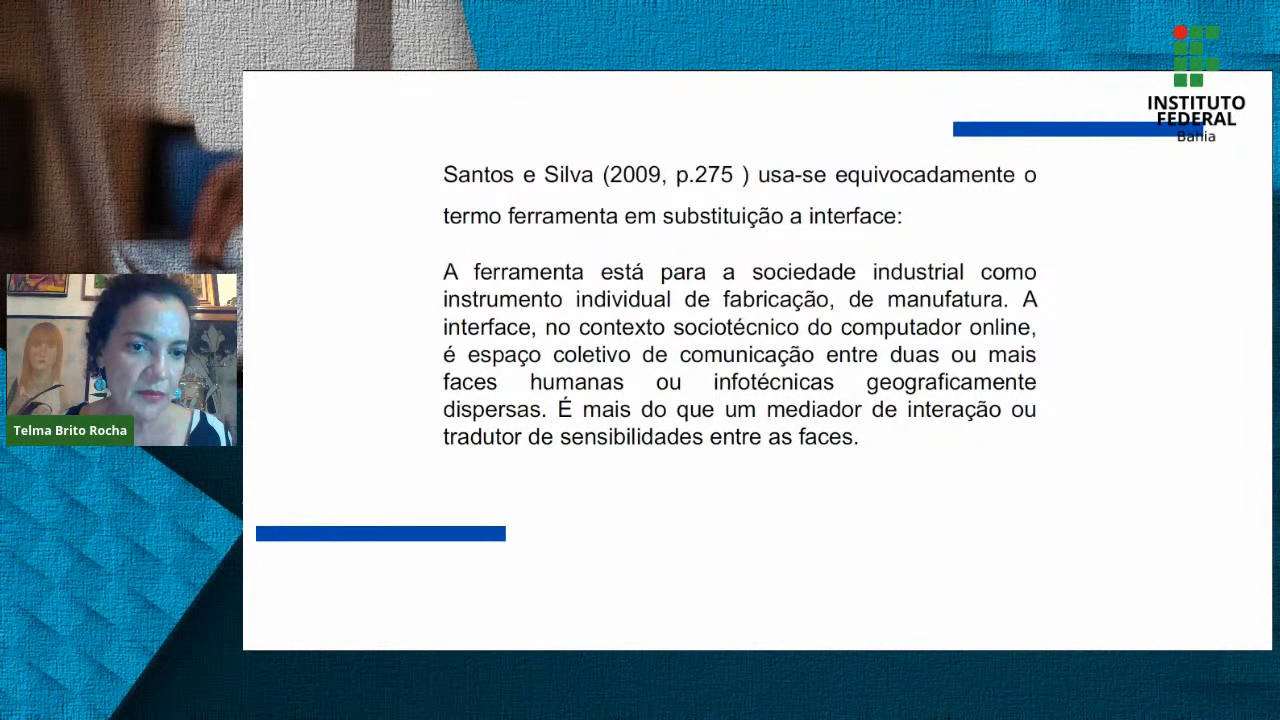 INSTITUTO
FEDERAL
Bahia
Santos e Silva (2009, p.275 ) usa-se equivocadamente o
termo ferramenta em substituição a interface:
A ferramenta está para a sociedade industrial como
instrumento individual de fabricação, de manufatura. A
interface, no contexto sociotécnico do computador online,
é espaço coletivo de comunicação entre duas ou mais
faces humanas ou infotécnicas geograficamente
dispersas. É mais do que um mediador de interação ou
tradutor de sensibilidades entre as faces.
Telma Brito Rocha